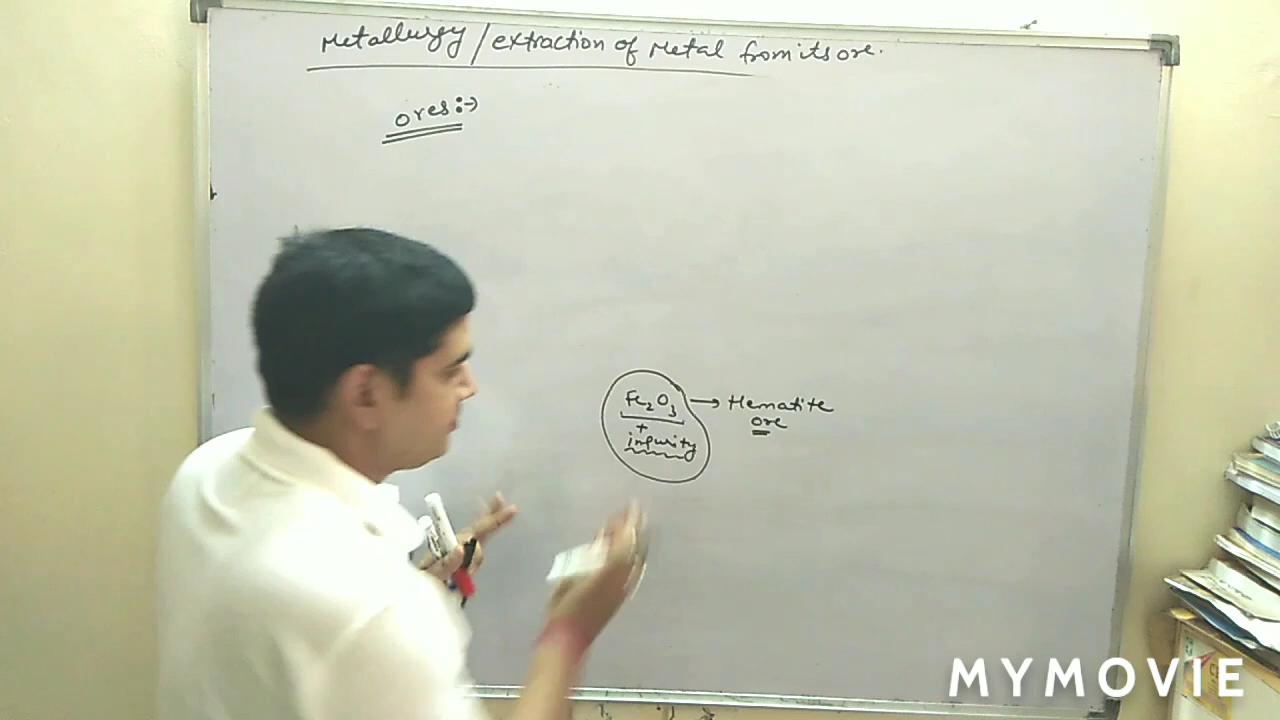 Metallurgy / extraction of Metal from its ore.
ores :->
Fe2O3 → Hematite
+ ore
impurity
MYMOVIE